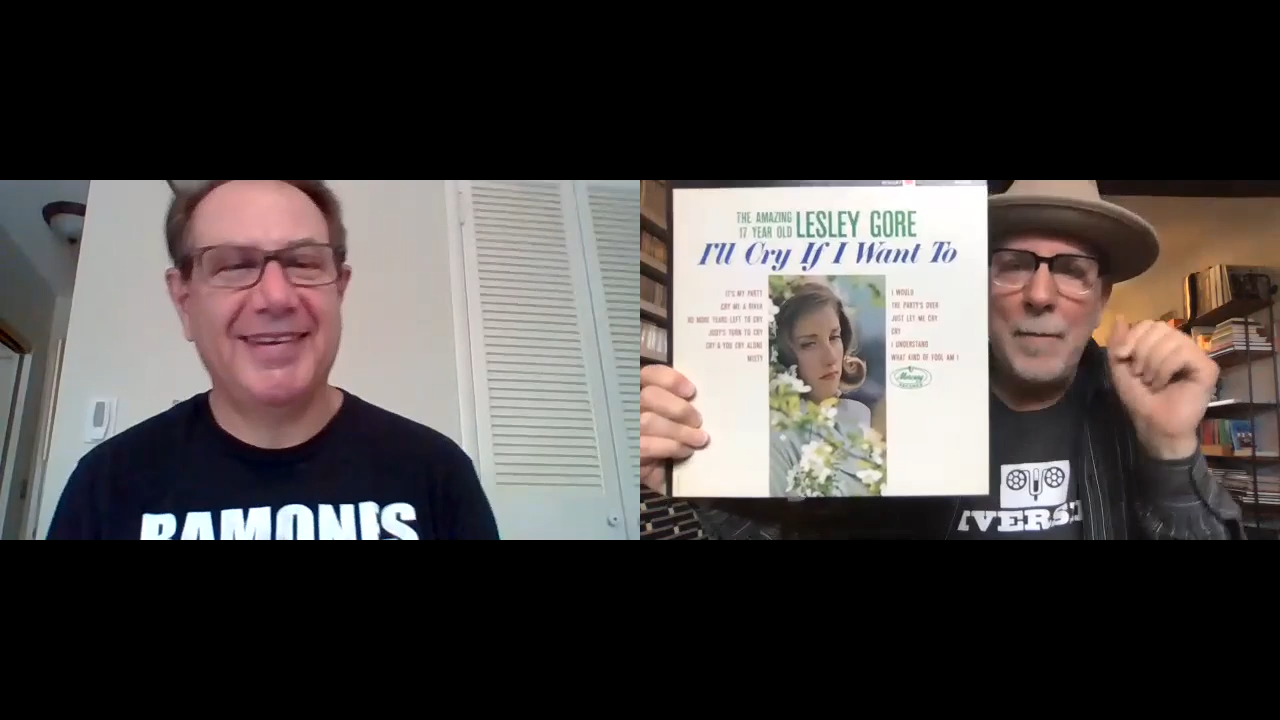 RAMONES
THE AMAZING
17 YEAR OLD
LESLEY GORE
I'll Cry If I Want To
IT'S MY PARTY
CRY ME A RIVER
NO MORE TEARS LEFT TO CRY
JUDY'S TURN TO CRY
CRY & YOU CRY ALONE
MISTY
I WOULD
THE PARTY'S OVER
JUST LET ME CRY
CRY
I UNDERSTAND
WHAT KIND OF FOOL AM I
Mercury
RECORDS
IVERSI